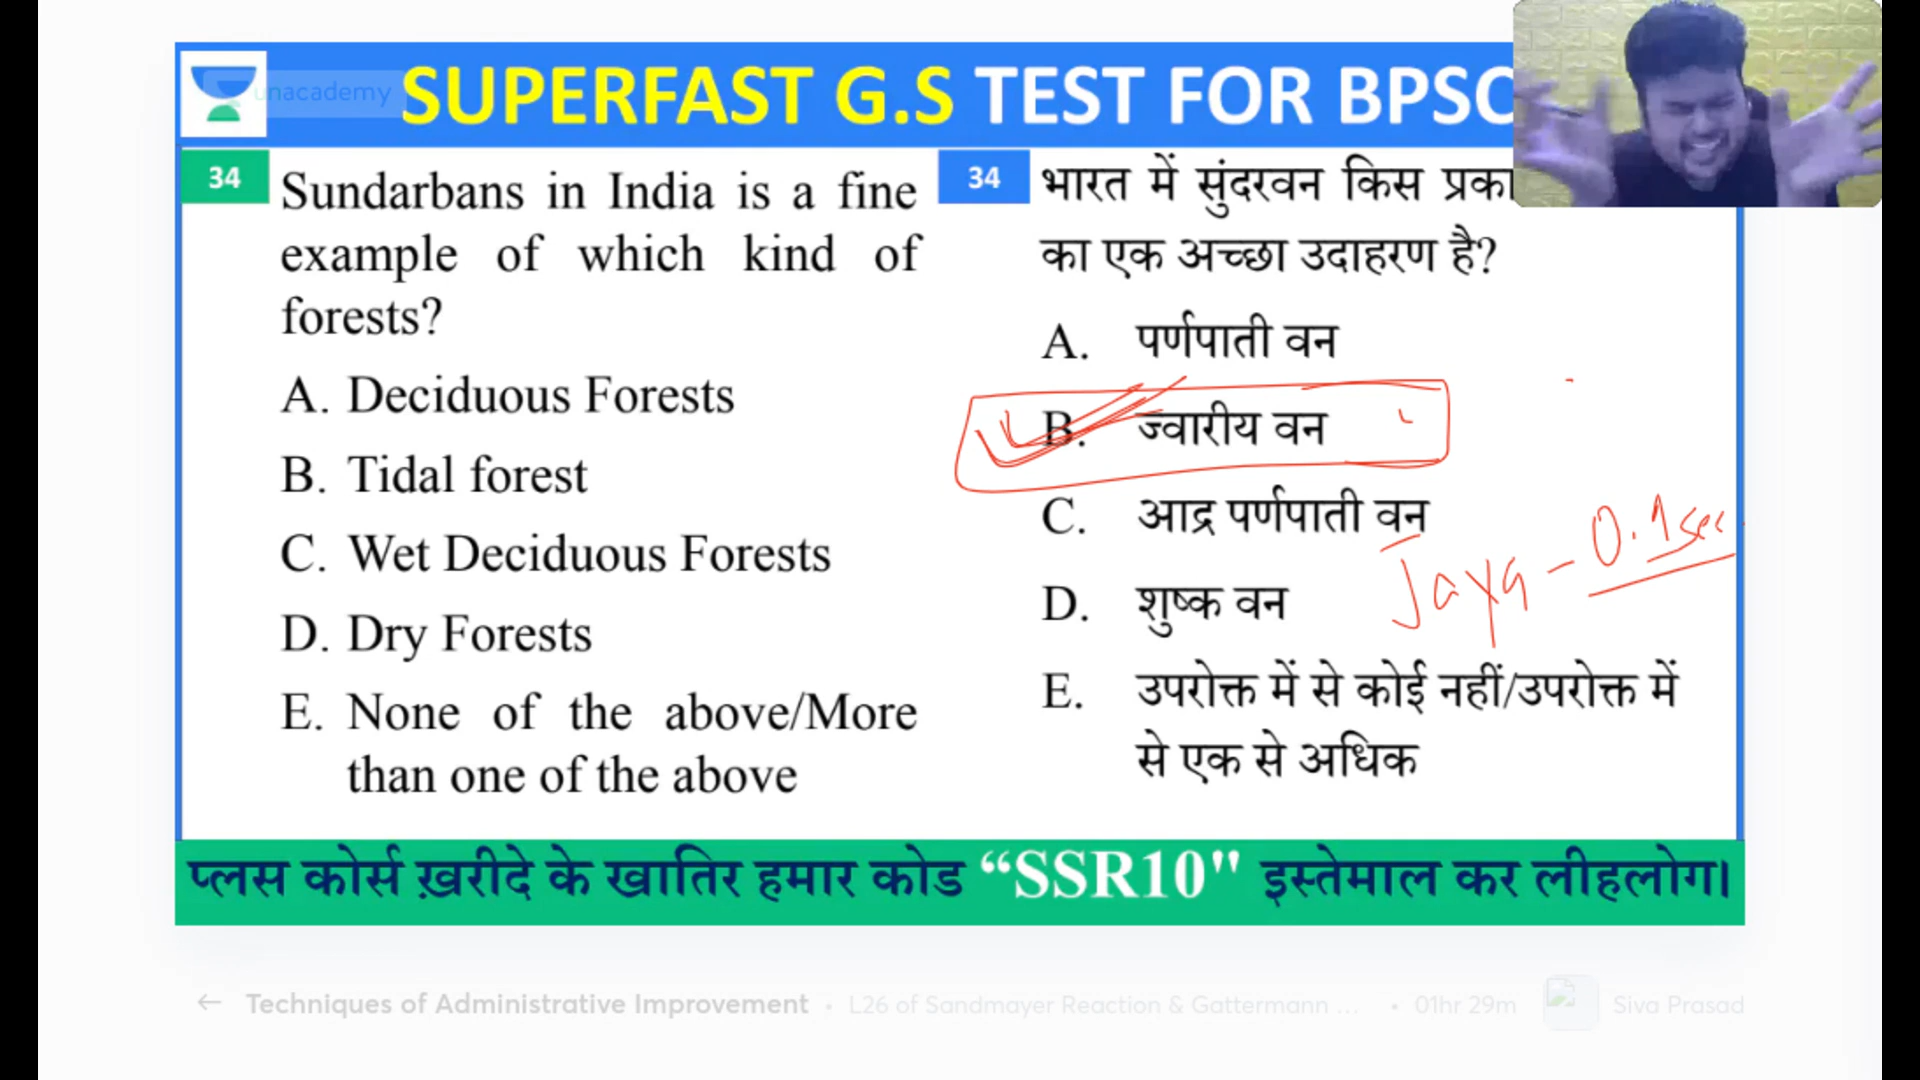 unacademy
SUPERFAST G.S TEST FOR BPSC
34
Sundarbans in India is a fine
example of which kind of
forests?
A. Deciduous Forests
B. Tidal forest
C. Wet Deciduous Forests
D. Dry Forests
E. None of the above/More
than one of the above
34
भारत में सुंदरवन किस
का एक अच्छा उदाहरण है?
A. पर्णपाती वन
B. ज्वारीय वन
C. आद्र पर्णपाती वन
D. शुष्क वन
E. उपरोक्त में से कोई नहीं/उपरोक्त में
से एक से अधिक
Jaya - 0.1 sec
प्लस कोर्स ख़रीदे के खातिर हमार कोड “SSR10" इस्तेमाल कर लीहलोग।
← Techniques of Administrative Improvement • L26 of Sandmayer Reaction & Gattermann ... • 01hr 29m Siva Prasad